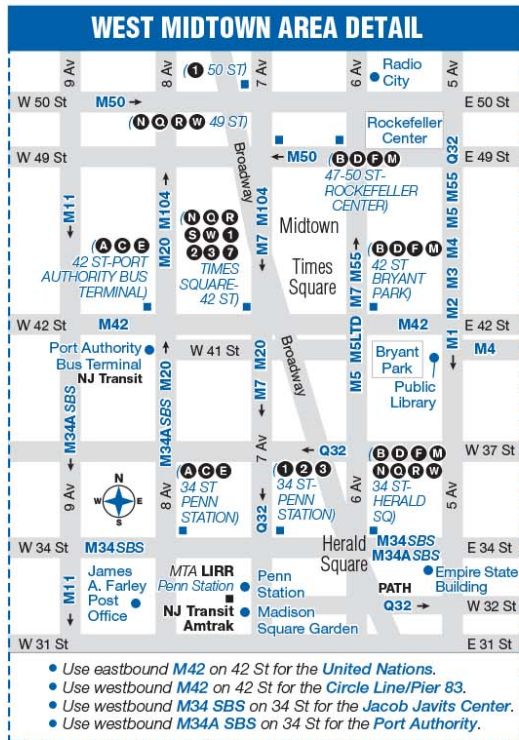 WEST MIDTOWN AREA DETAIL
9 Av
8 Av
(1 50 ST)
7 Av
6 Av
Radio
City
5 Av
W 50 St
M50 →
E 50 St
(N Q R W 49 ST)
Rockefeller
Center
W 49 St
← M50
(B D F M
47-50 ST-
ROCKEFELLER
CENTER)
E 49 St
Broadway
M11
M20 M104
(N Q R
S W 1
2 3 7
TIMES
SQUARE-
42 ST)
M7 M104
Midtown
Times
Square
M5 M5LTD M7 M55
(B D F M
42 ST
BRYANT
PARK)
M1 M2 M3 M4 M5 M55 Q32
(A C E
42 ST-PORT
AUTHORITY BUS
TERMINAL)
W 42 St
M42
M42
E 42 St
Port Authority
Bus Terminal
NJ Transit
W 41 St
Bryant
Park
M4
Public
Library
M34A SBS
M34A SBS M20
M7 M20
Broadway
7 Av
← Q32
W 37 St
9 Av
N
W E
S
8 Av
(A C E
34 ST
PENN
STATION)
Q32
(1 2 3
34 ST-
PENN
STATION)
6 Av
(B D F M
N Q R W
34 ST-
HERALD
SQ)
5 Av
W 34 St
M34SBS
Herald
Square
M34SBS
M34A SBS
E 34 St
M11
James
A. Farley
Post
Office
MTA LIRR
Penn Station
NJ Transit
Amtrak
Penn
Station
Madison
Square Garden
PATH
Empire State
Building
Q32 →
W 32 St
W 31 St
E 31 St
• Use eastbound M42 on 42 St for the United Nations.
• Use westbound M42 on 42 St for the Circle Line/Pier 83.
• Use westbound M34 SBS on 34 St for the Jacob Javits Center.
• Use westbound M34A SBS on 34 St for the Port Authority.